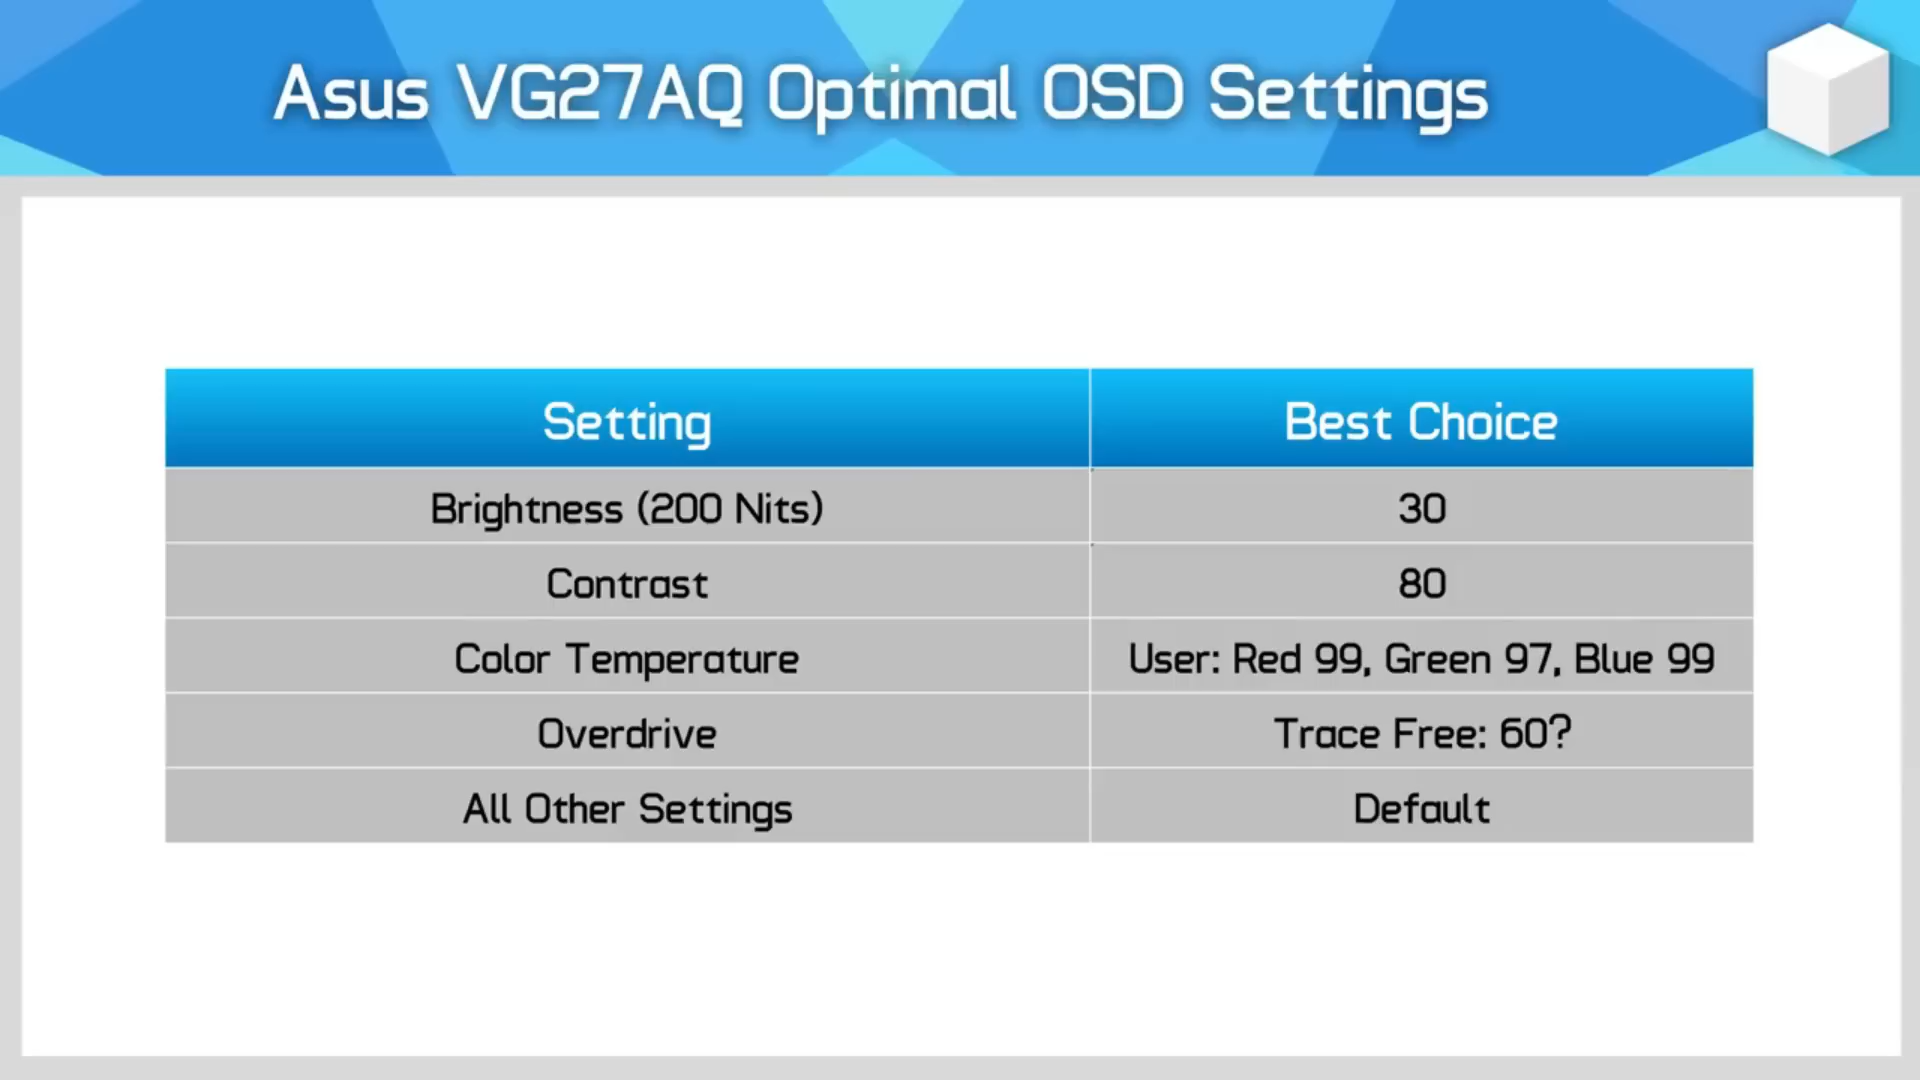 Asus VG27AQ Optimal OSD Settings
Setting Best Choice
Brightness (200 Nits) 30
Contrast 80
Color Temperature User: Red 99, Green 97, Blue 99
Overdrive Trace Free: 60?
All Other Settings Default